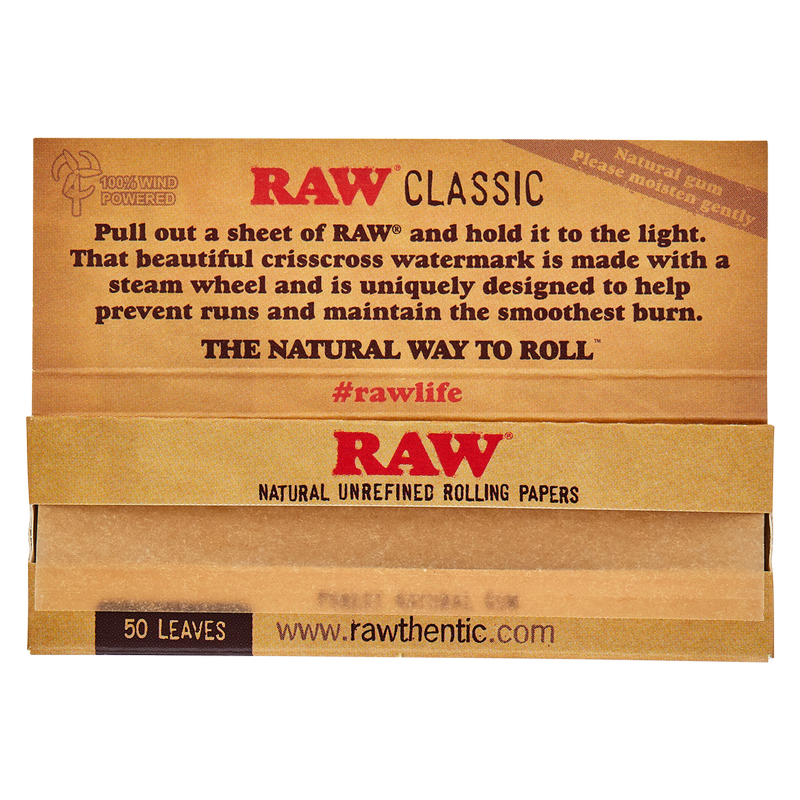 100% WIND
POWERED
RAW® CLASSIC
Natural gum
Please moisten gently
Pull out a sheet of RAW® and hold it to the light.
That beautiful crisscross watermark is made with a
steam wheel and is uniquely designed to help
prevent runs and maintain the smoothest burn.
THE NATURAL WAY TO ROLL™
#rawlife
RAW®
NATURAL UNREFINED ROLLING PAPERS
NATURAL GUM
50 LEAVES
www.rawthentic.com